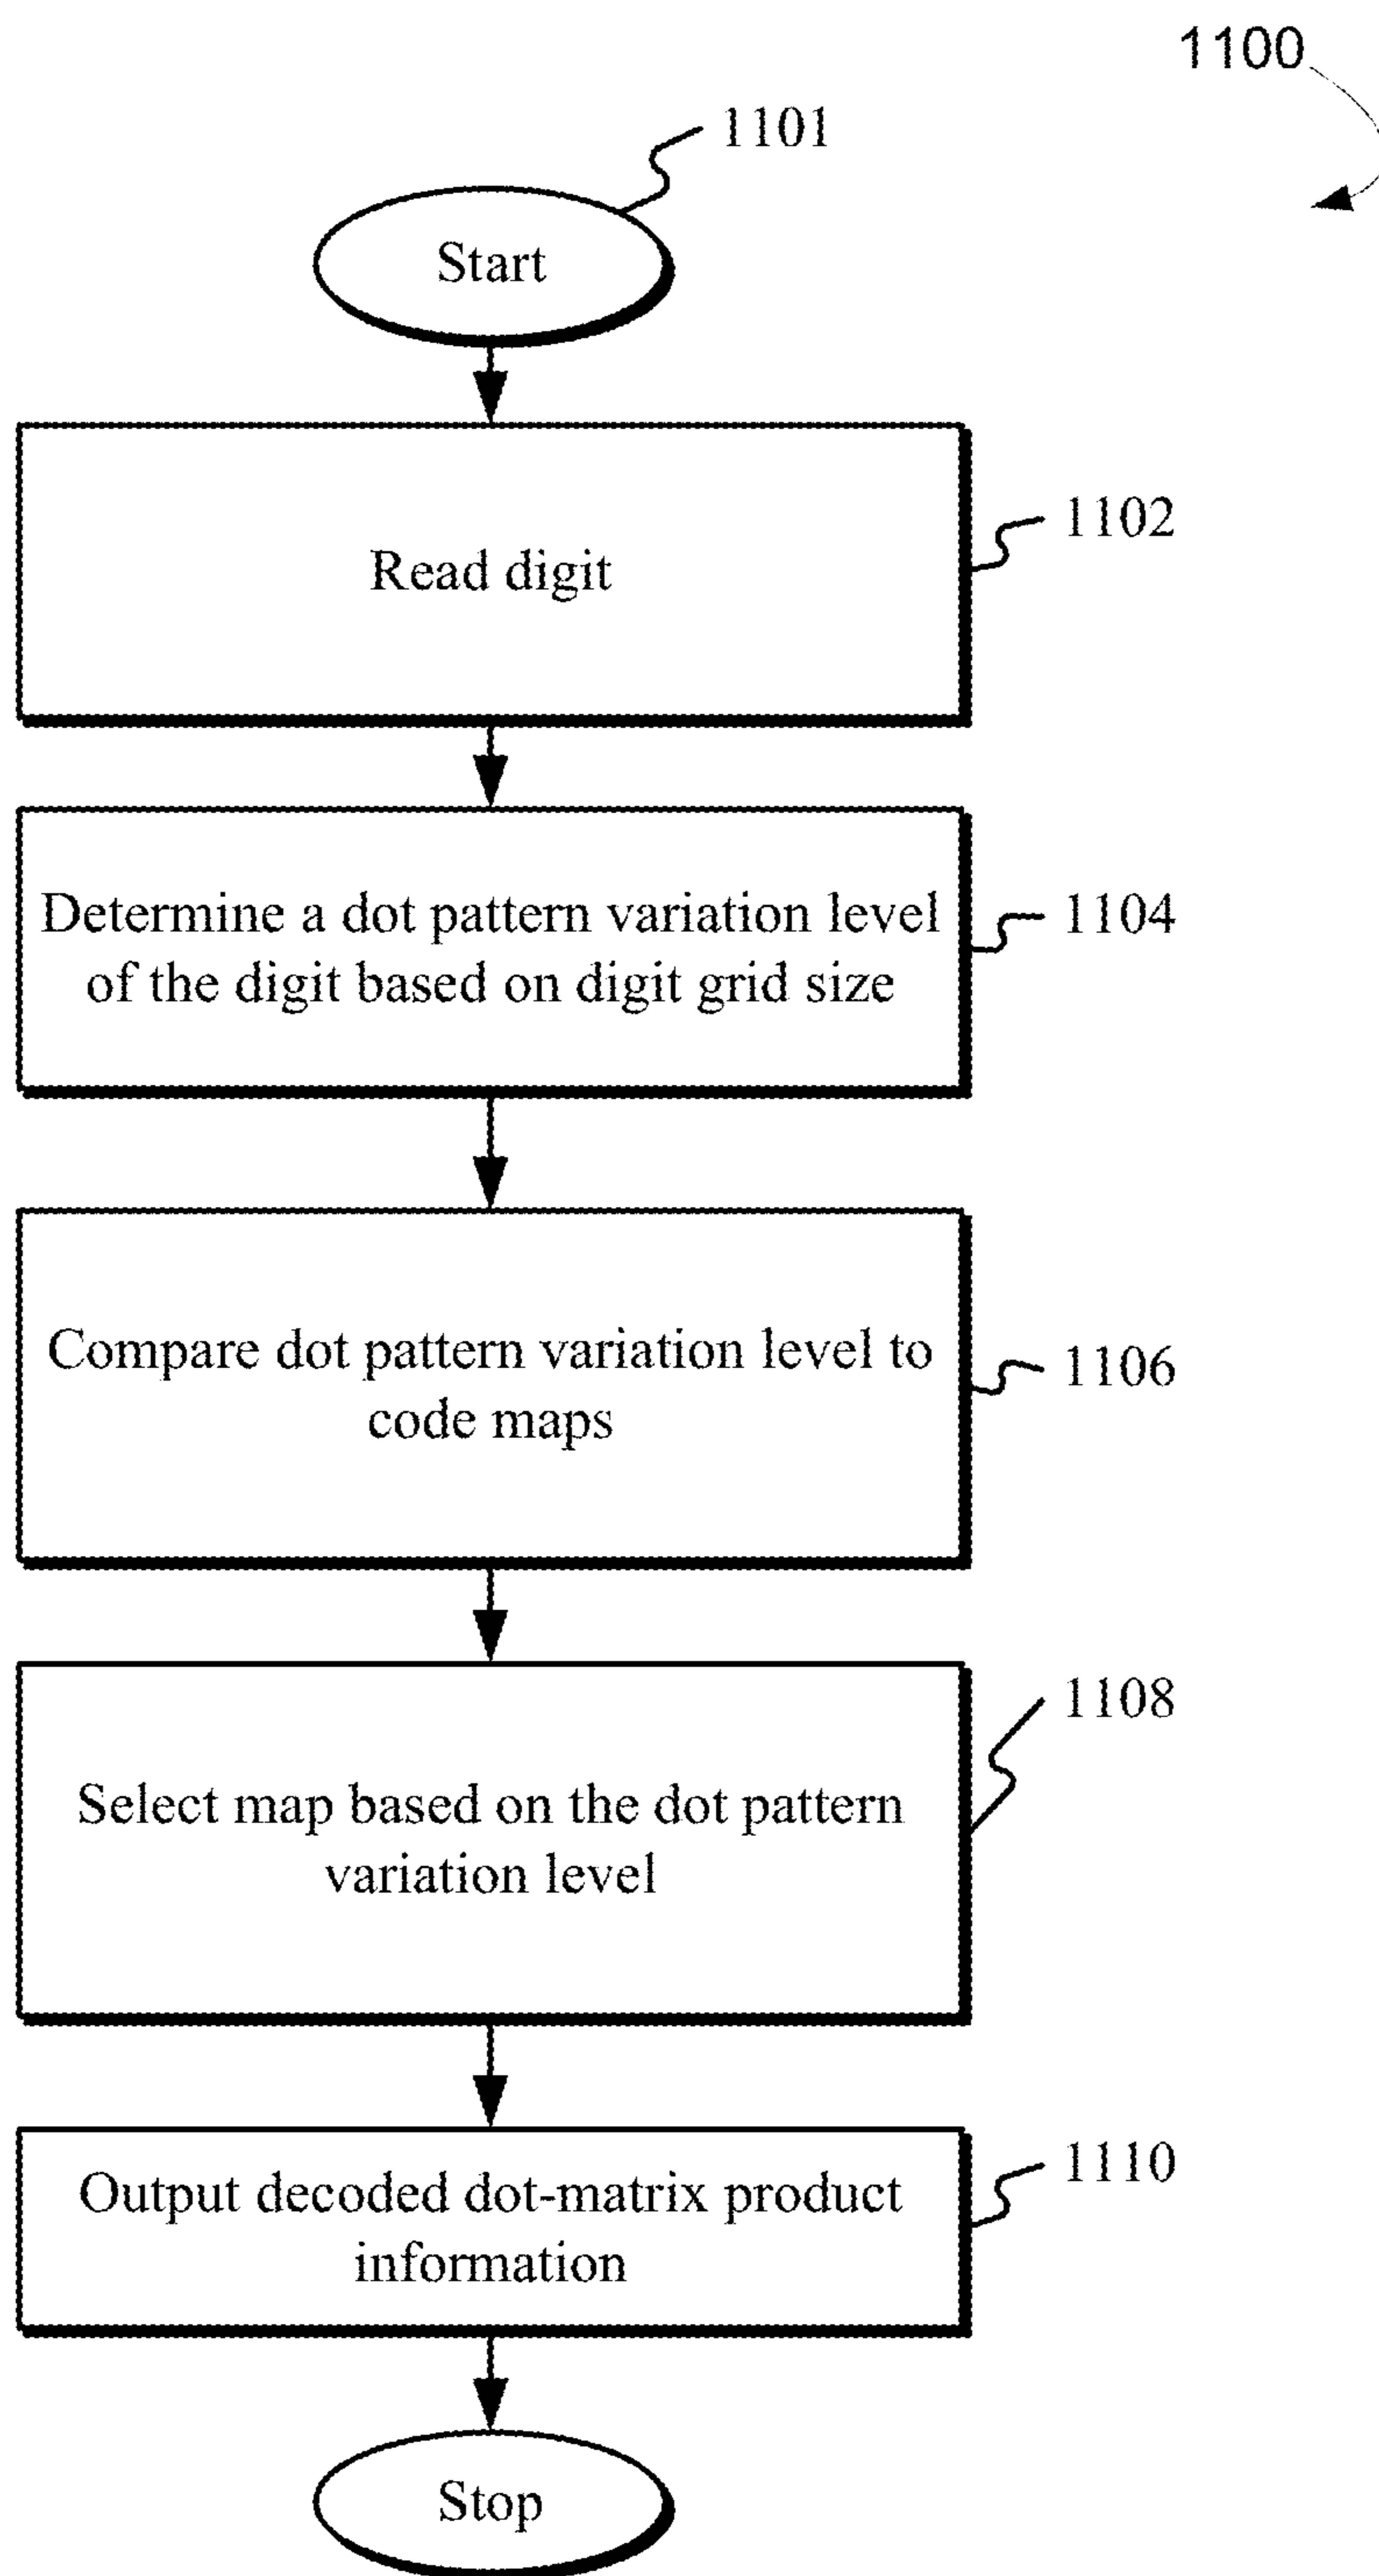 1100
1101
Start
Read digit
1102
Determine a dot pattern variation level
of the digit based on digit grid size
1104
Compare dot pattern variation level to
code maps
1106
Select map based on the dot pattern
variation level
1108
Output decoded dot-matrix product
information
1110
Stop